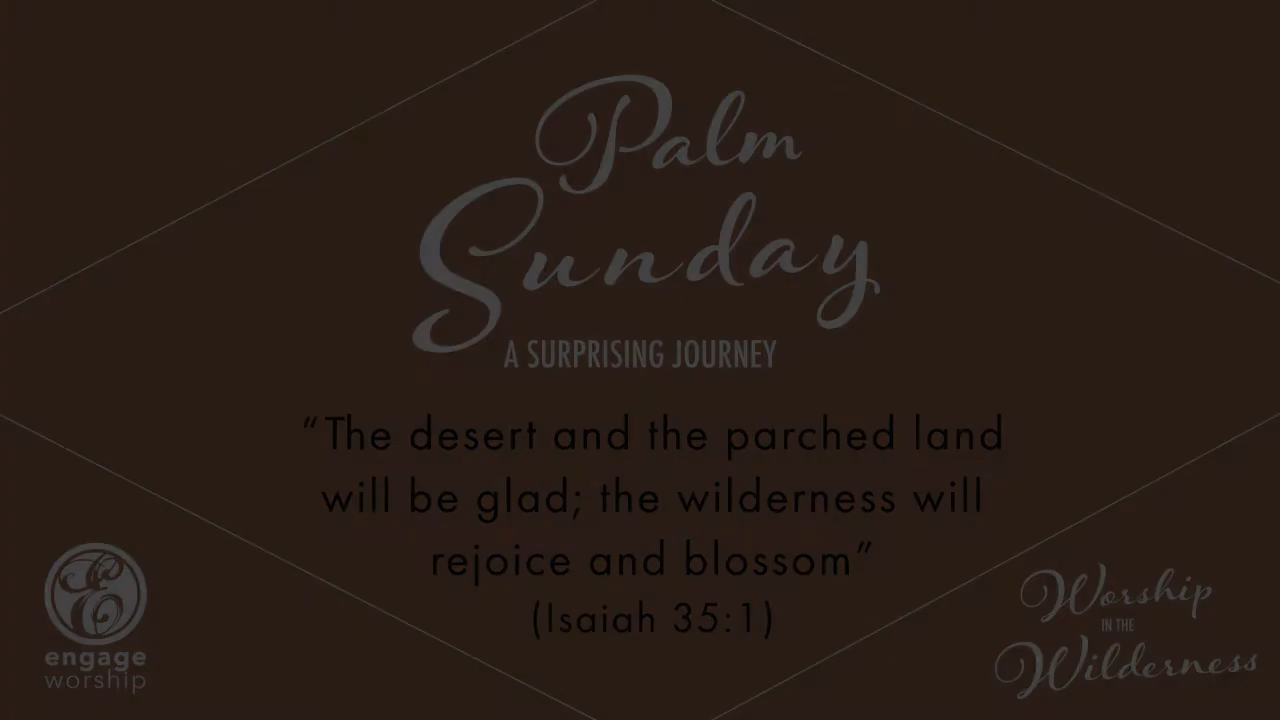 Palm
Sunday
A SURPRISING JOURNEY
“The desert and the parched land
will be glad; the wilderness will
rejoice and blossom”
(Isaiah 35:1)
E
engage
worship
Worship
IN THE
Wilderness